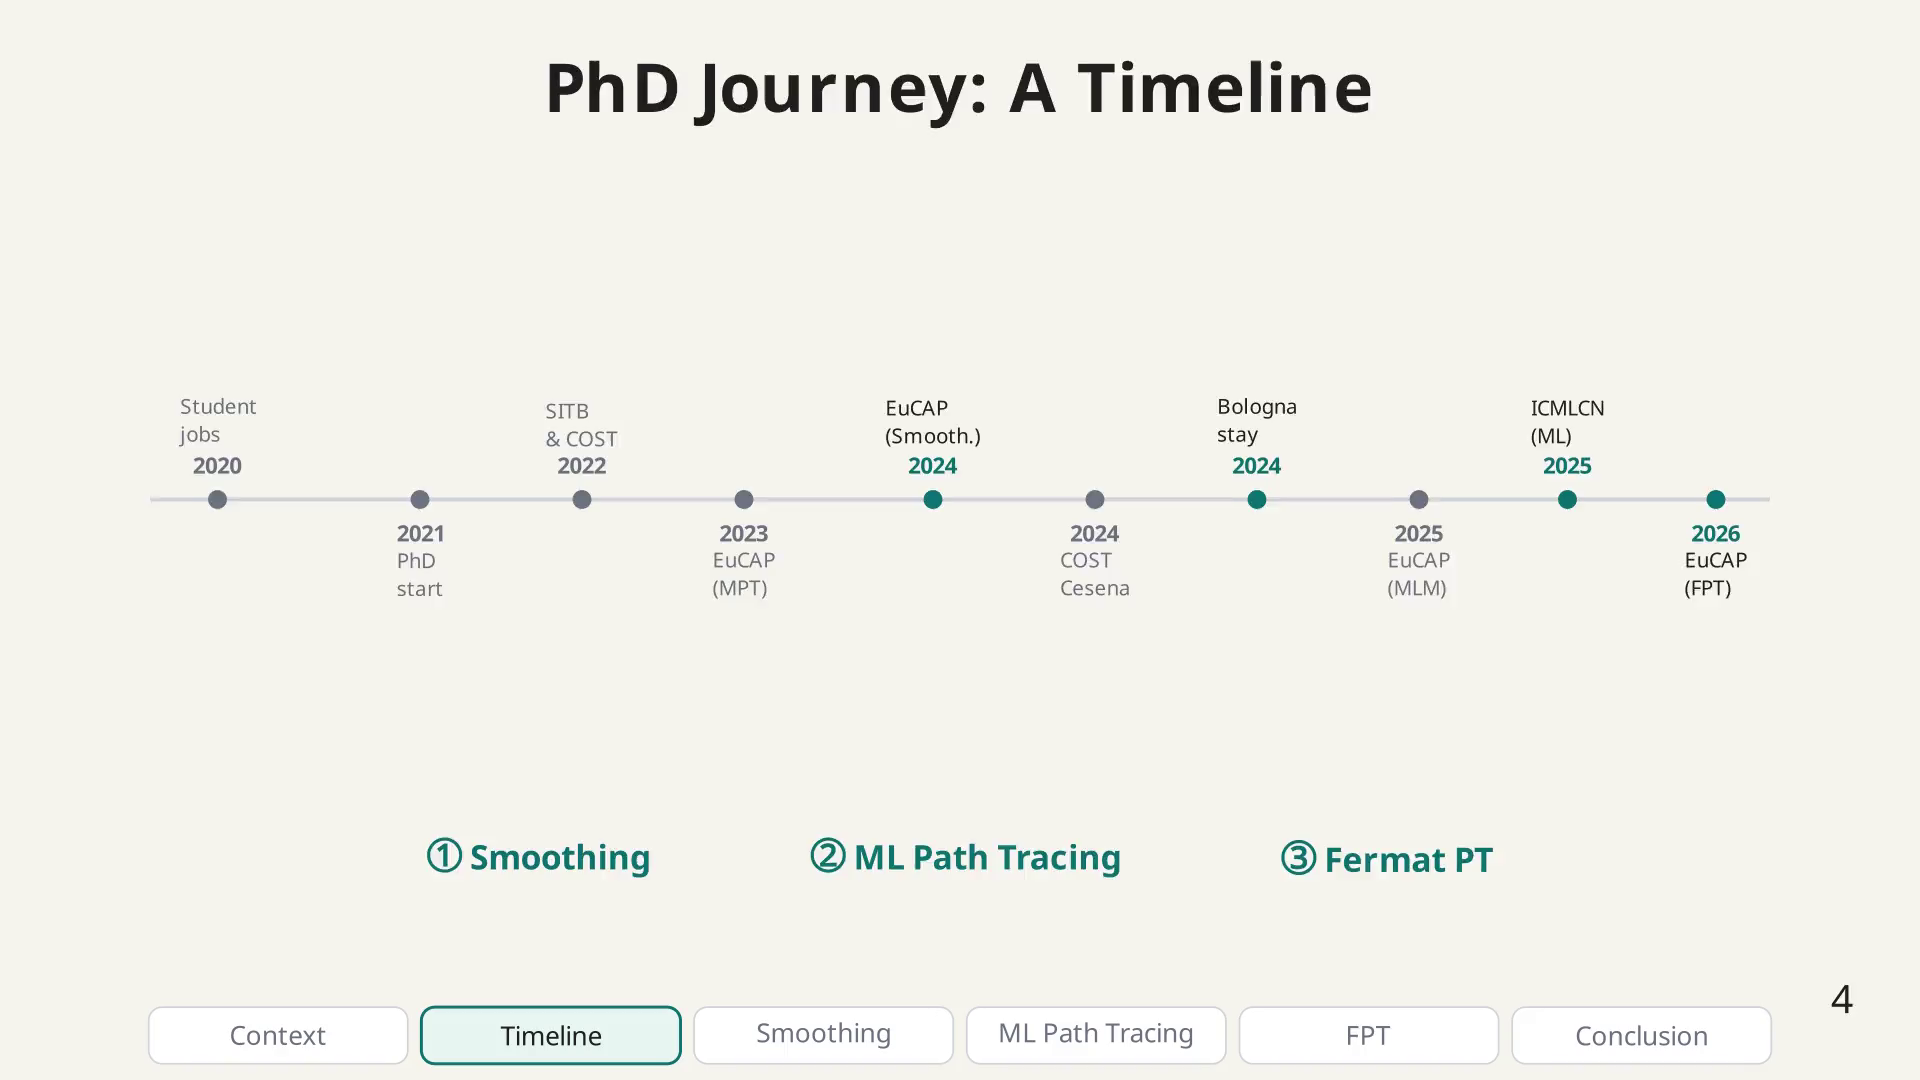 PhD Journey: A Timeline
Student
jobs
2020
2021
PhD
start
SITB
& COST
2022
2023
EuCAP
(MPT)
EuCAP
(Smooth.)
2024
2024
COST
Cesena
Bologna
stay
2024
2025
EuCAP
(MLM)
ICMLCN
(ML)
2025
2026
EuCAP
(FPT)
① Smoothing
② ML Path Tracing
③ Fermat PT
Context
Timeline
Smoothing
ML Path Tracing
FPT
Conclusion
4